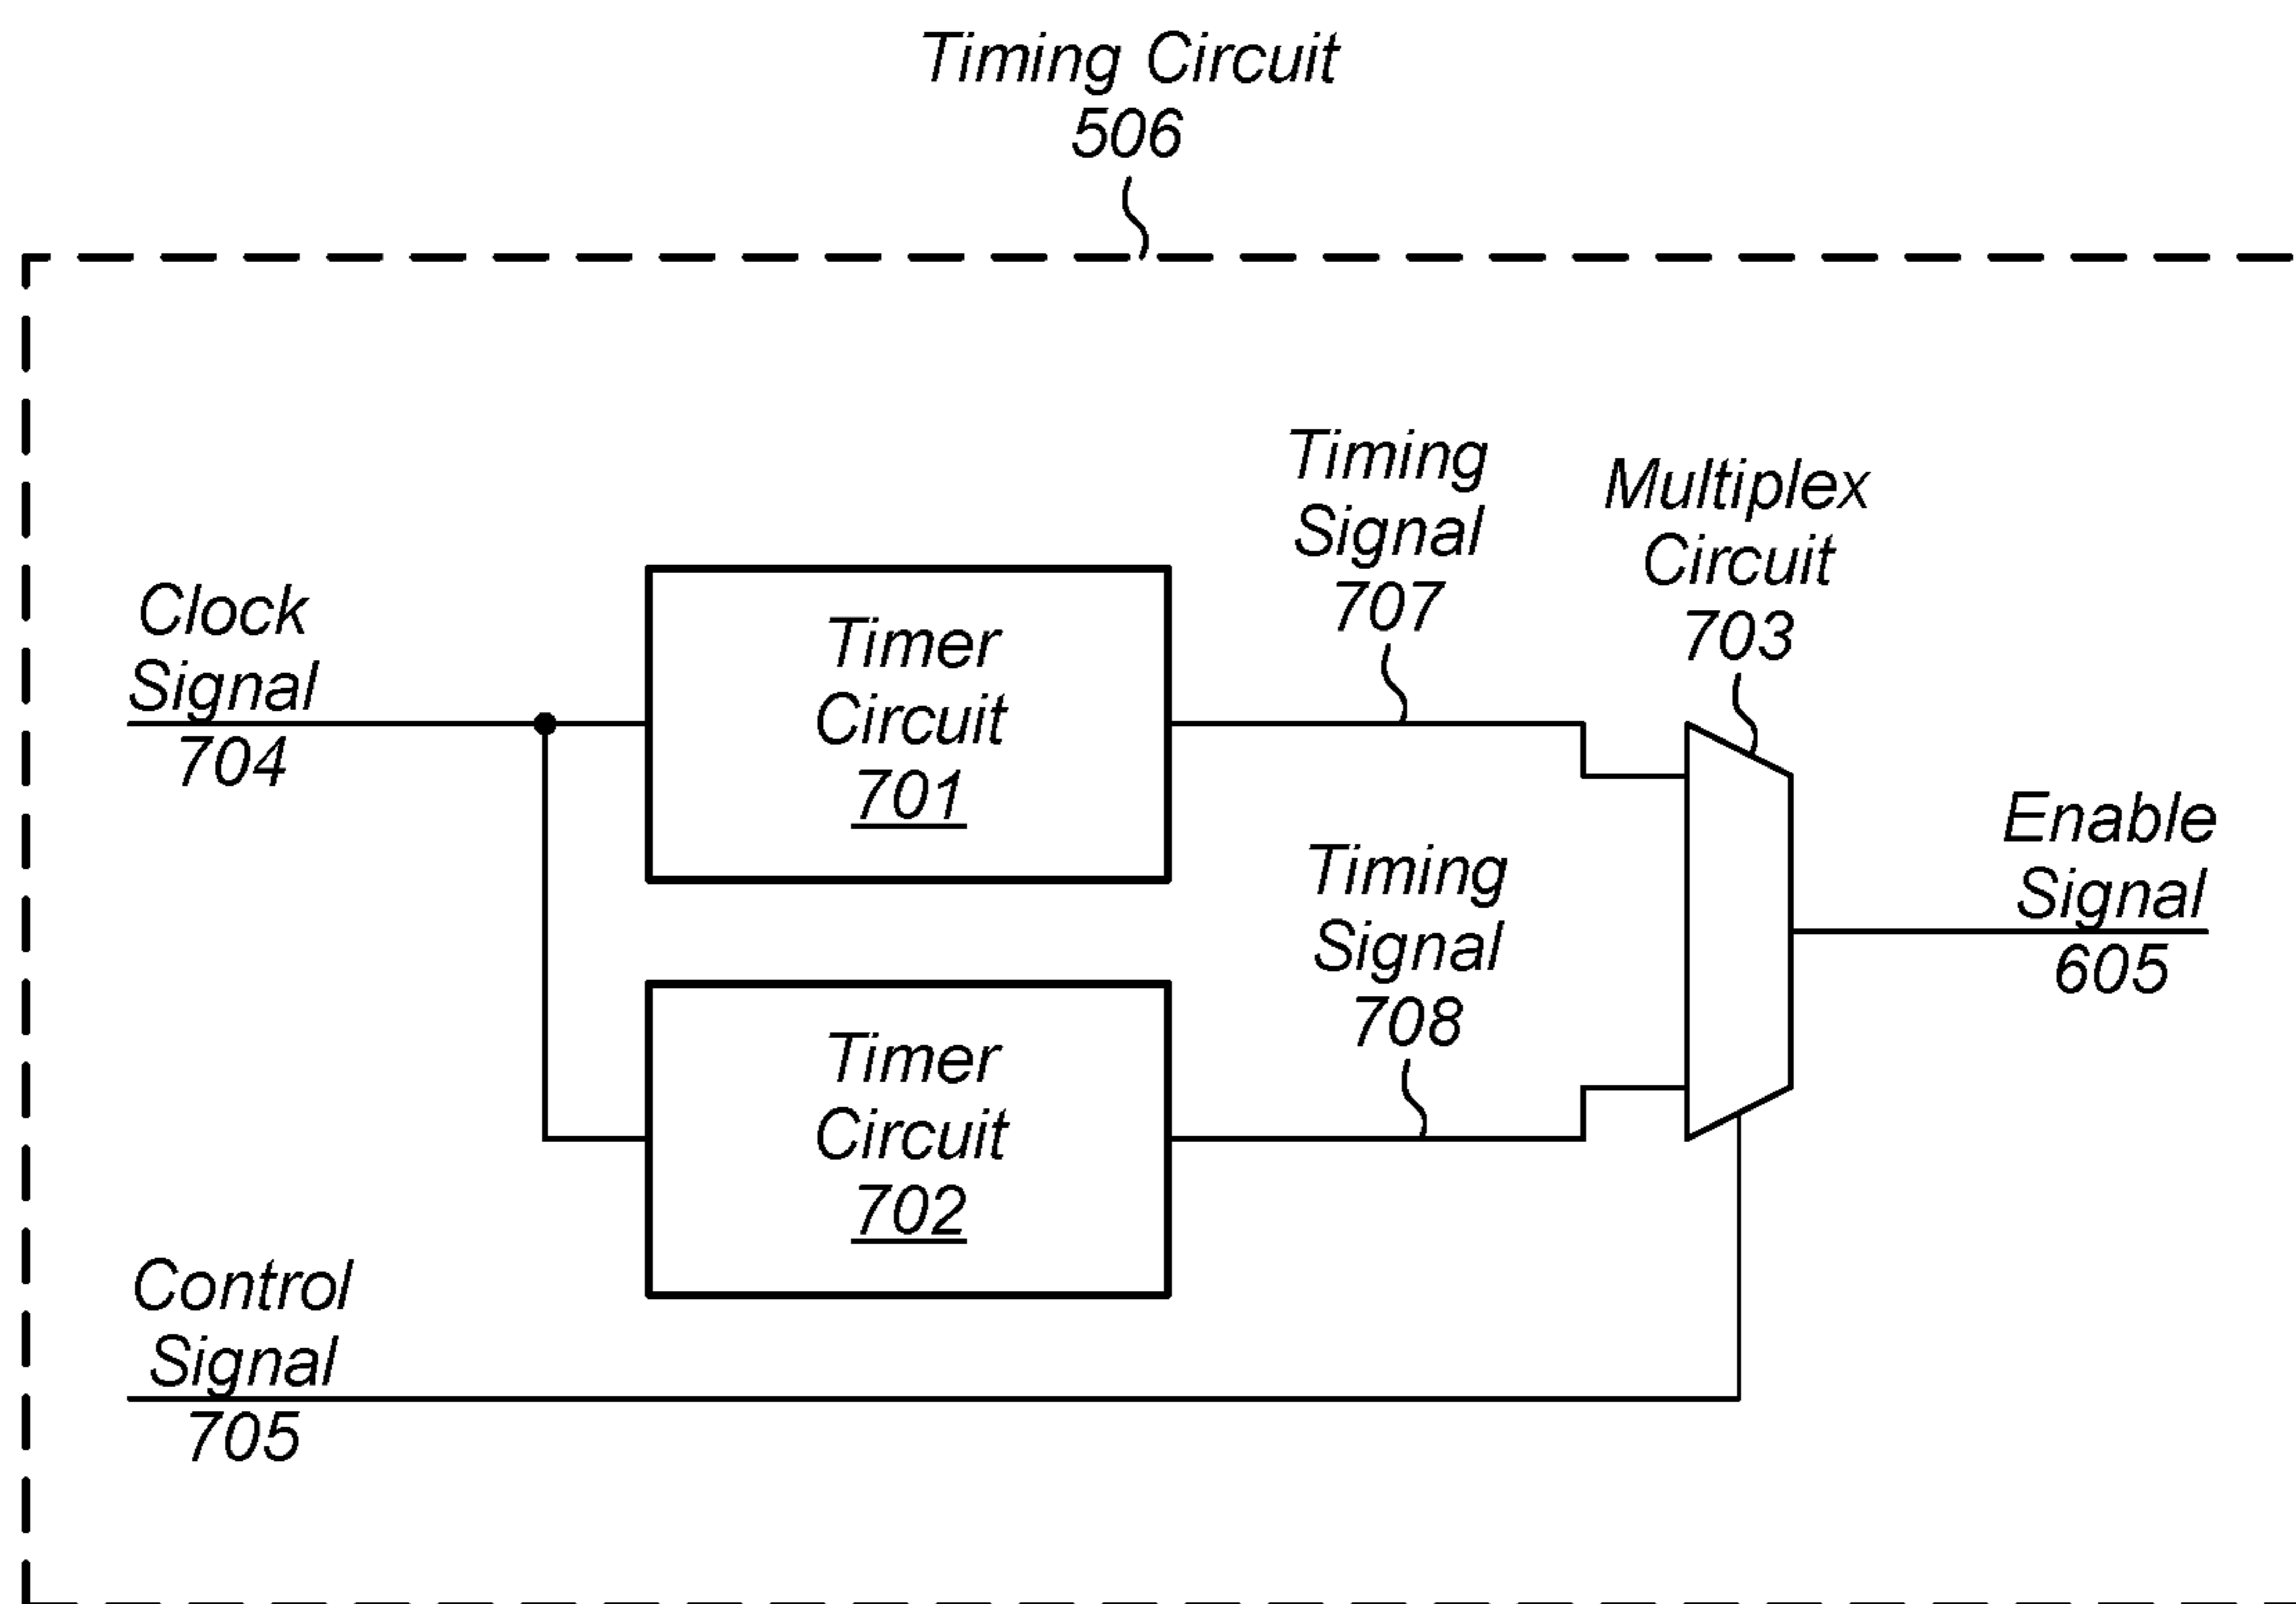 Timing Circuit
506
Timing
Signal
707
Multiplex
Circuit
703
Clock
Signal
704
Timer
Circuit
701
Enable
Signal
605
Timing
Signal
708
Timer
Circuit
702
Control
Signal
705